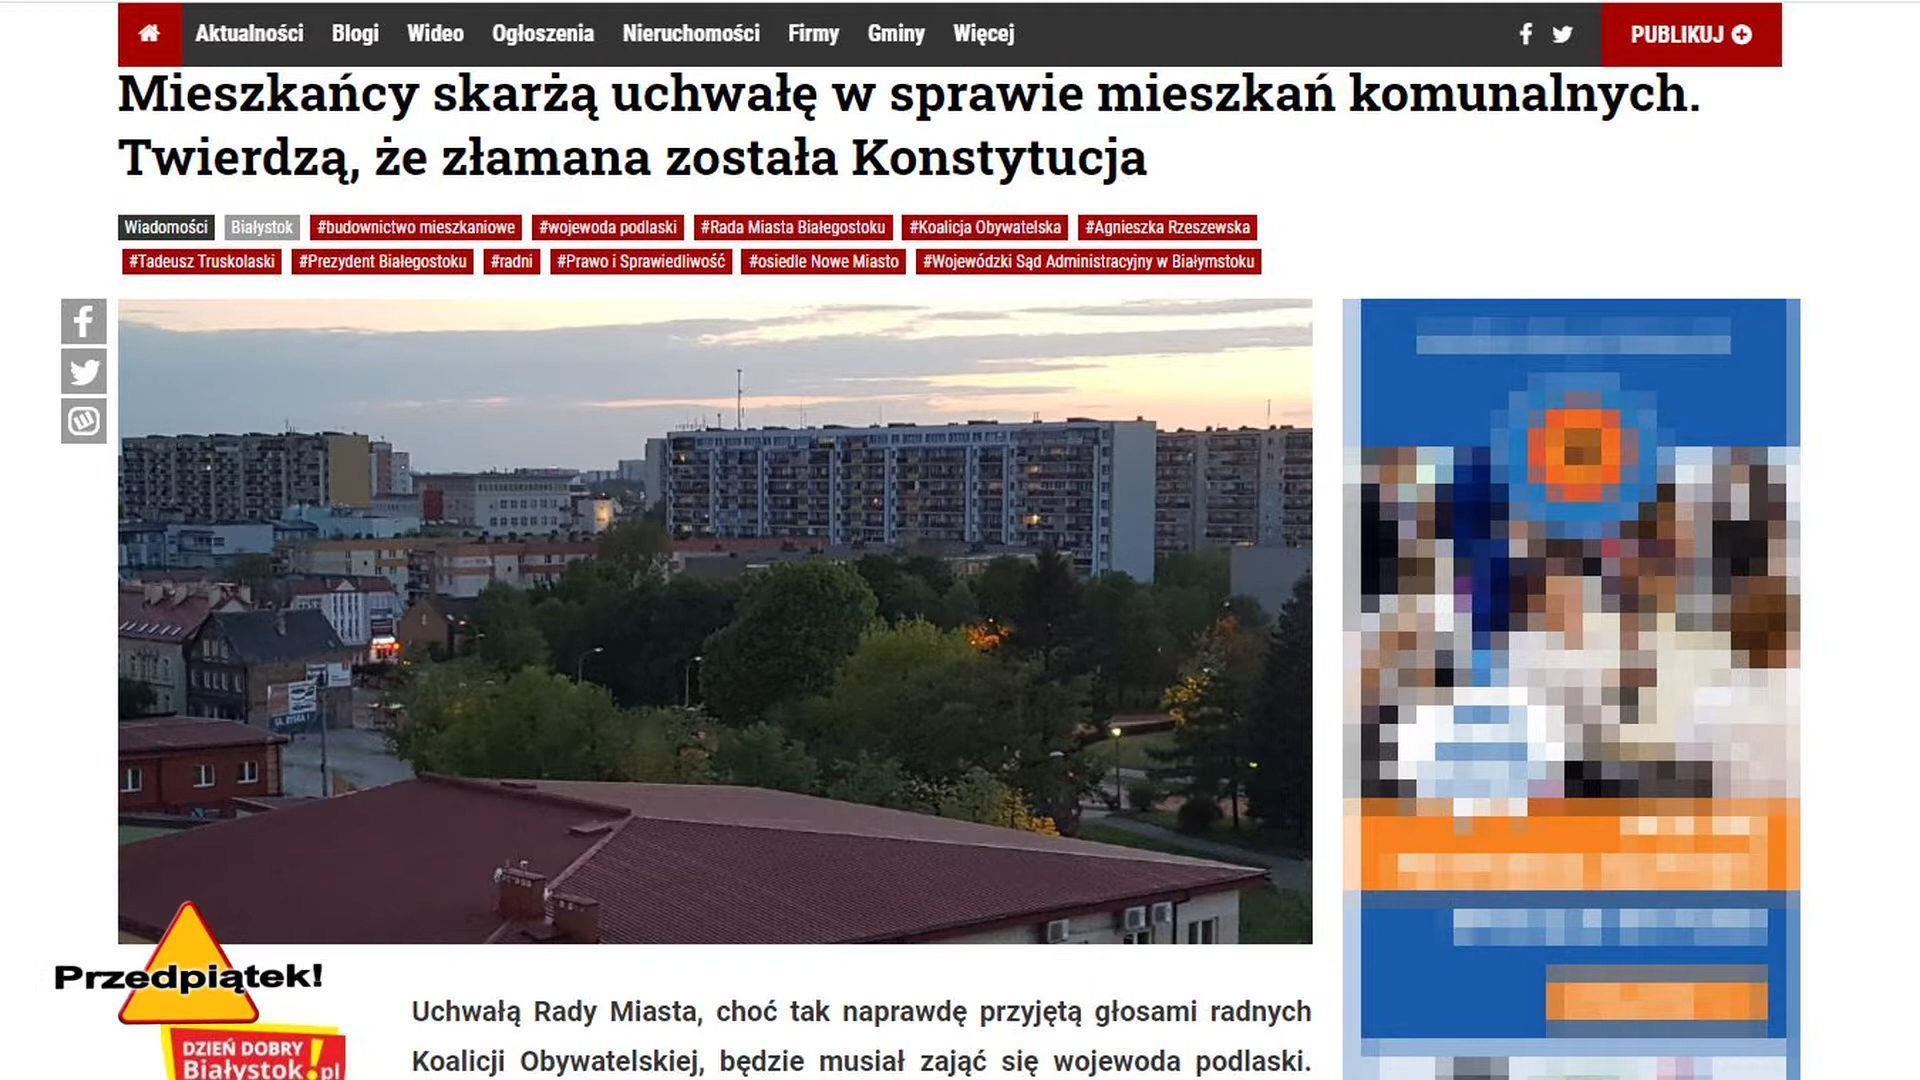 Aktualności Blogi Wideo Ogłoszenia Nieruchomości Firmy Gminy Więcej PUBLIKUJ
Mieszkańcy skarżą uchwałę w sprawie mieszkań komunalnych.
Twierdzą, że złamana została Konstytucja
Wiadomości Białystok #budownictwo mieszkaniowe #wojewoda podlaski #Rada Miasta Białegostoku #Koalicja Obywatelska #Agnieszka Rzeszewska
#Tadeusz Truskolaski #Prezydent Białegostoku #radni #Prawo i Sprawiedliwość #osiedle Nowe Miasto #Wojewódzki Sąd Administracyjny w Białymstoku
Przedpiątek!
DZIEŃ DOBRY
Białystok!.pl
Uchwałą Rady Miasta, choć tak naprawdę przyjętą głosami radnych
Koalicji Obywatelskiej, będzie musiał zająć się wojewoda podlaski.